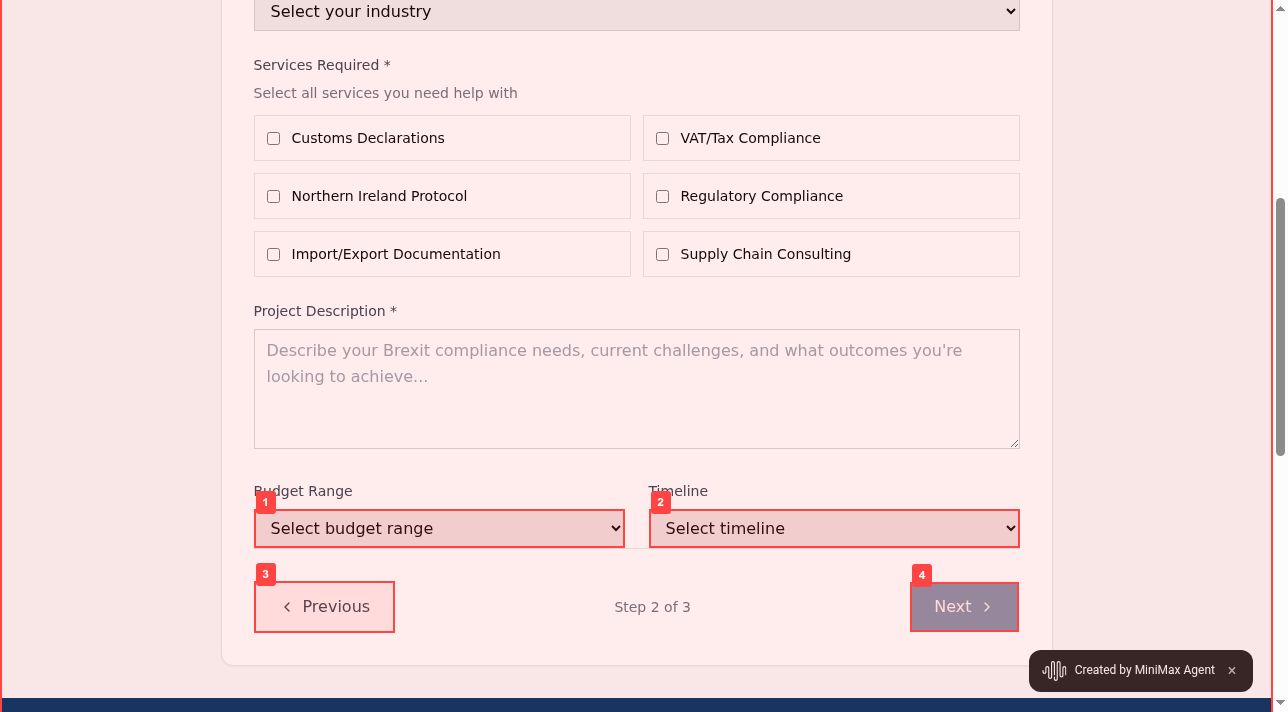 Select your industry
Services Required *
Select all services you need help with
Customs Declarations
VAT/Tax Compliance
Northern Ireland Protocol
Regulatory Compliance
Import/Export Documentation
Supply Chain Consulting
Project Description *
Describe your Brexit compliance needs, current challenges, and what outcomes you're
looking to achieve...
Budget Range
Timeline
1
2
Select budget range
Select timeline
3
4
Previous
Step 2 of 3
Next
Created by MiniMax Agent ×